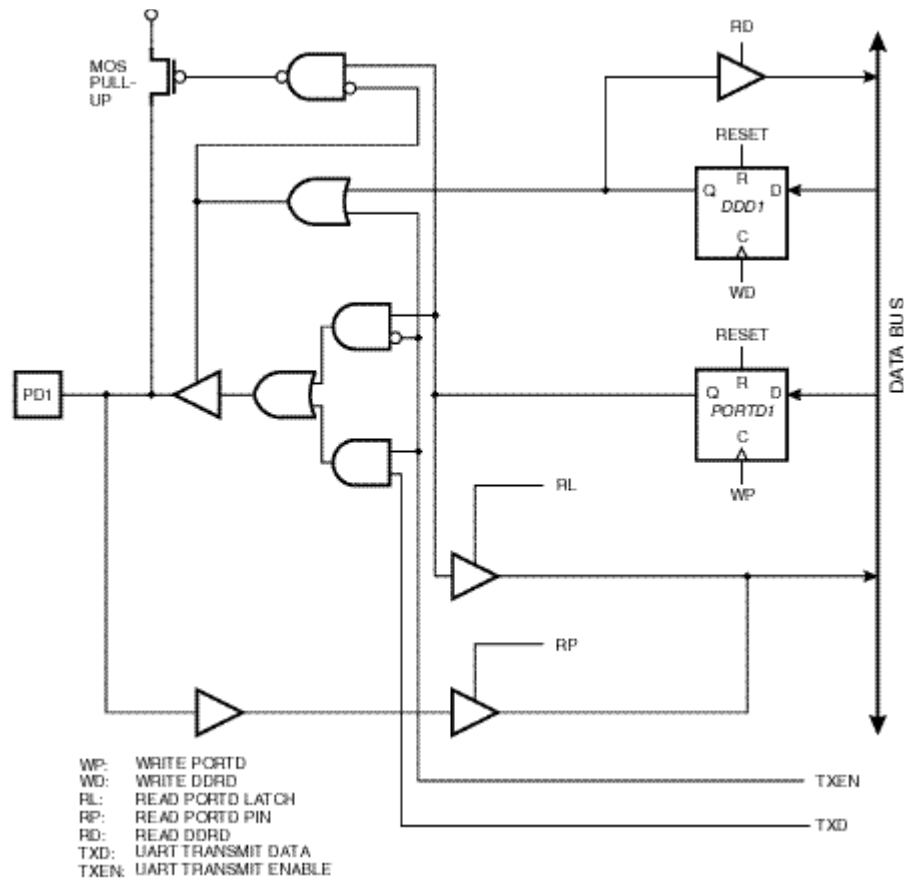 RD
MOS
PULL-
UP
RESET
R
Q
D
DDD1
C
WD
RESET
R
Q
D
PORTD1
C
WP
PD1
DATA BUS
RL
RP
WP: WRITE PORTD
WD: WRITE DDRD
RL: READ PORTD LATCH
RP: READ PORTD PIN
RD: READ DDRD
TXD: UART TRANSMIT DATA
TXEN: UART TRANSMIT ENABLE
TXEN
TXD